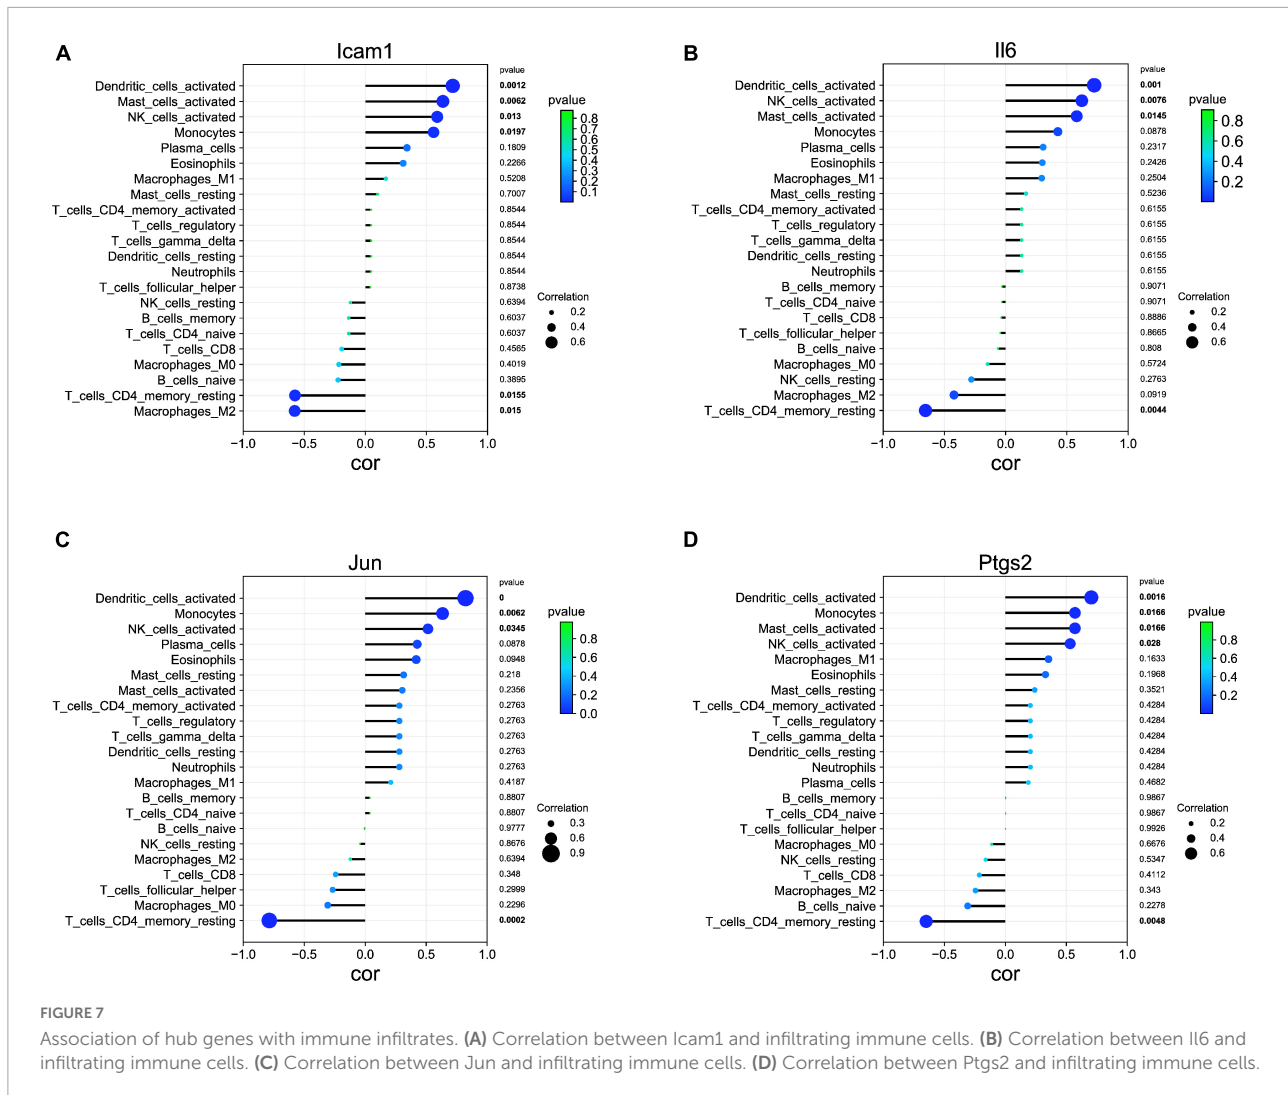 A
Icam1
pvalue
Dendritic_cells_activated 0.0012
Mast_cells_activated 0.0062
NK_cells_activated 0.013
Monocytes 0.0197
Plasma_cells 0.1809
Eosinophils 0.2266
Macrophages_M1 0.5208
Mast_cells_resting 0.7007
T_cells_CD4_memory_activated 0.8544
T_cells_regulatory 0.8544
T_cells_gamma_delta 0.8544
Dendritic_cells_resting 0.8544
Neutrophils 0.8544
T_cells_follicular_helper 0.8738
NK_cells_resting 0.6394
B_cells_memory 0.6037
T_cells_CD4_naive 0.6037
T_cells_CD8 0.4585
Macrophages_M0 0.4019
B_cells_naive 0.3895
T_cells_CD4_memory_resting 0.0155
Macrophages_M2 0.015
−1.0 −0.5 0.0 0.5 1.0
cor
pvalue
0.8
0.7
0.6
0.5
0.4
0.3
0.2
0.1
Correlation
0.2
0.4
0.6
B
Il6
pvalue
Dendritic_cells_activated 0.001
NK_cells_activated 0.0076
Mast_cells_activated 0.0145
Monocytes 0.0878
Plasma_cells 0.2317
Eosinophils 0.2426
Macrophages_M1 0.2504
Mast_cells_resting 0.5236
T_cells_CD4_memory_activated 0.6155
T_cells_regulatory 0.6155
T_cells_gamma_delta 0.6155
Dendritic_cells_resting 0.6155
Neutrophils 0.6155
B_cells_memory 0.9071
T_cells_CD4_naive 0.9071
T_cells_CD8 0.8886
T_cells_follicular_helper 0.8665
B_cells_naive 0.808
Macrophages_M0 0.5724
NK_cells_resting 0.2763
Macrophages_M2 0.0919
T_cells_CD4_memory_resting 0.0044
−1.0 −0.5 0.0 0.5 1.0
cor
pvalue
0.8
0.6
0.4
0.2
Correlation
0.2
0.4
0.6
C
Jun
pvalue
Dendritic_cells_activated 0
Monocytes 0.0062
NK_cells_activated 0.0345
Plasma_cells 0.0878
Eosinophils 0.0948
Mast_cells_resting 0.218
Mast_cells_activated 0.2356
T_cells_CD4_memory_activated 0.2763
T_cells_regulatory 0.2763
T_cells_gamma_delta 0.2763
Dendritic_cells_resting 0.2763
Neutrophils 0.2763
Macrophages_M1 0.4187
B_cells_memory 0.8807
T_cells_CD4_naive 0.8807
B_cells_naive 0.9777
NK_cells_resting 0.8676
Macrophages_M2 0.6394
T_cells_CD8 0.348
T_cells_follicular_helper 0.2999
Macrophages_M0 0.2296
T_cells_CD4_memory_resting 0.0002
−1.0 −0.5 0.0 0.5 1.0
cor
pvalue
0.8
0.6
0.4
0.2
0.0
Correlation
0.3
0.6
0.9
D
Ptgs2
pvalue
Dendritic_cells_activated 0.0016
Monocytes 0.0166
Mast_cells_activated 0.0166
NK_cells_activated 0.028
Macrophages_M1 0.1633
Eosinophils 0.1968
Mast_cells_resting 0.3521
T_cells_CD4_memory_activated 0.4284
T_cells_regulatory 0.4284
T_cells_gamma_delta 0.4284
Dendritic_cells_resting 0.4284
Neutrophils 0.4284
Plasma_cells 0.4682
B_cells_memory 0.9867
T_cells_CD4_naive 0.9867
T_cells_follicular_helper 0.9926
Macrophages_M0 0.6676
NK_cells_resting 0.5347
T_cells_CD8 0.4112
Macrophages_M2 0.343
B_cells_naive 0.2278
T_cells_CD4_memory_resting 0.0048
−1.0 −0.5 0.0 0.5 1.0
cor
pvalue
0.8
0.6
0.4
0.2
Correlation
0.2
0.4
0.6
FIGURE 7
Association of hub genes with immune infiltrates. (A) Correlation between Icam1 and infiltrating immune cells. (B) Correlation between Il6 and
infiltrating immune cells. (C) Correlation between Jun and infiltrating immune cells. (D) Correlation between Ptgs2 and infiltrating immune cells.